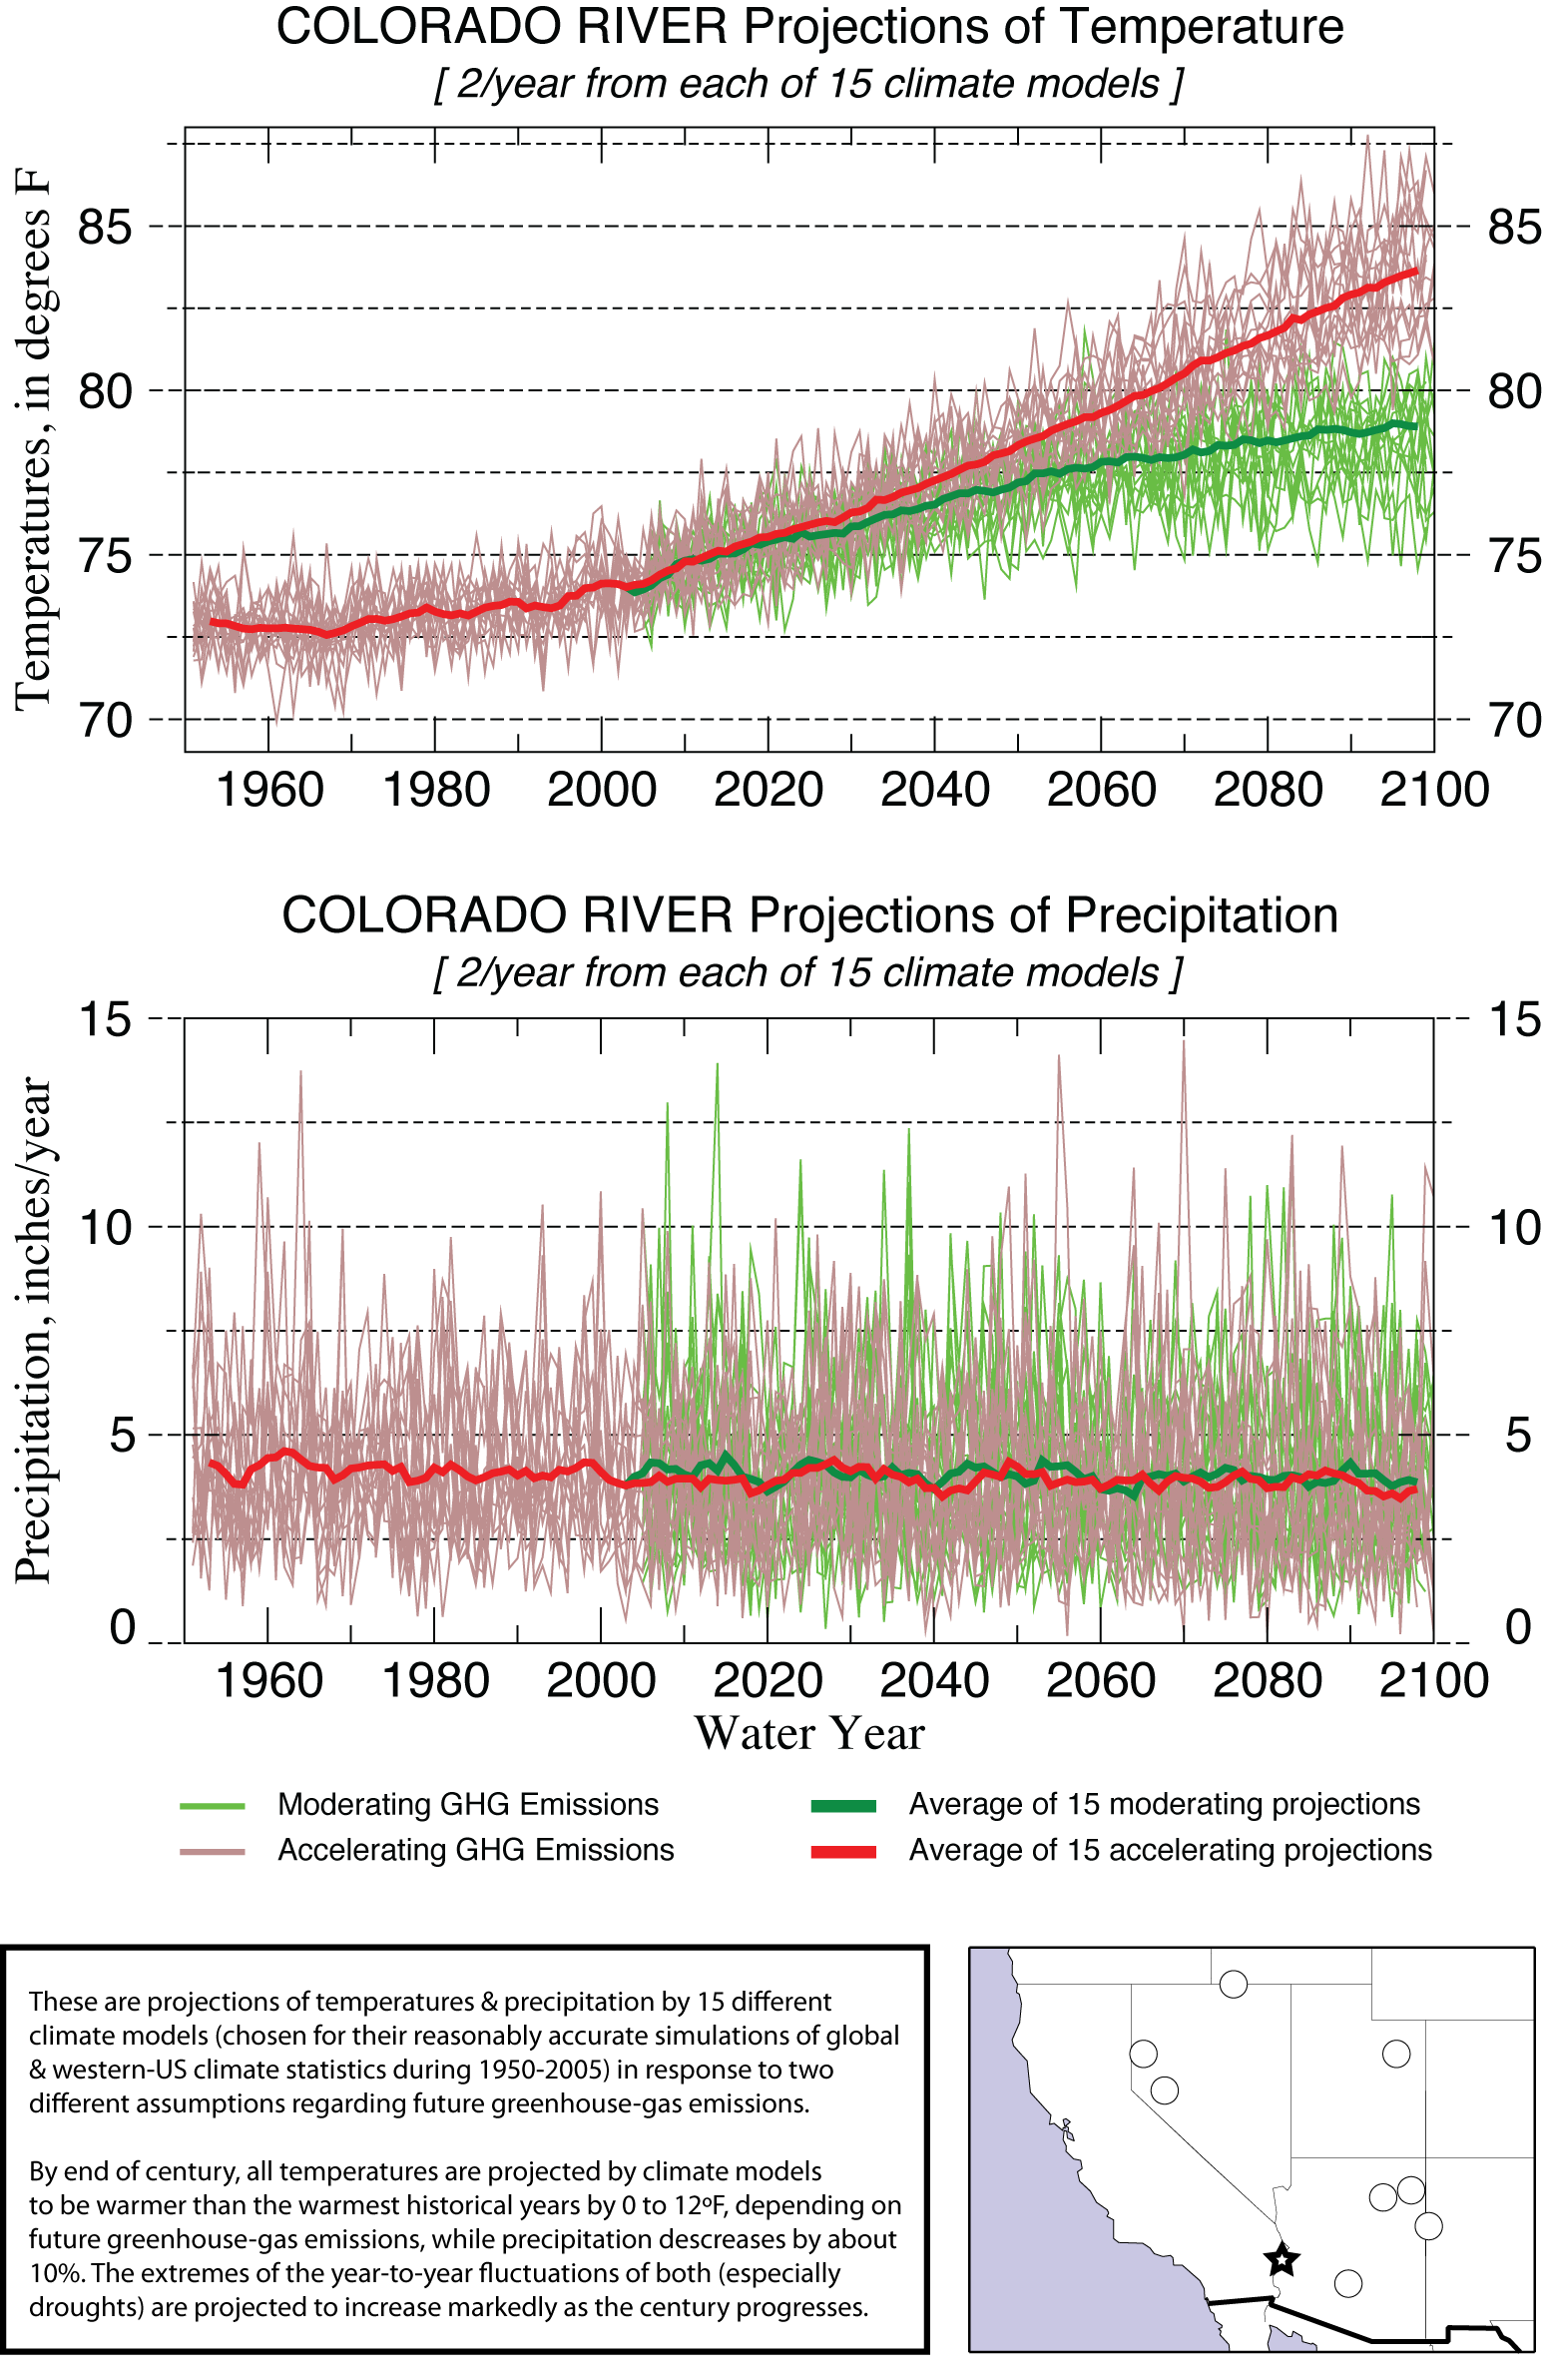 COLORADO RIVER Projections of Temperature
[ 2/year from each of 15 climate models ]
Temperatures, in degrees F
85 85
80 80
75 75
70 70
1960 1980 2000 2020 2040 2060 2080 2100
COLORADO RIVER Projections of Precipitation
[ 2/year from each of 15 climate models ]
Precipitation, inches/year
15 15
10 10
5 5
0 0
1960 1980 2000 2020 2040 2060 2080 2100
Water Year
Moderating GHG Emissions Average of 15 moderating projections
Accelerating GHG Emissions Average of 15 accelerating projections
These are projections of temperatures & precipitation by 15 different
climate models (chosen for their reasonably accurate simulations of global
& western-US climate statistics during 1950-2005) in response to two
different assumptions regarding future greenhouse-gas emissions.
By end of century, all temperatures are projected by climate models
to be warmer than the warmest historical years by 0 to 12ºF, depending on
future greenhouse-gas emissions, while precipitation descreases by about
10%. The extremes of the year-to-year fluctuations of both (especially
droughts) are projected to increase markedly as the century progresses.